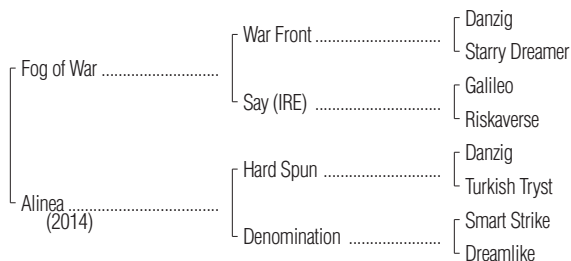 Danzig
War Front
Starry Dreamer
Fog of War
Galileo
Say (IRE)
Riskaverse
Danzig
Hard Spun
Turkish Tryst
Alinea
(2014)
Smart Strike
Denomination
Dreamlike